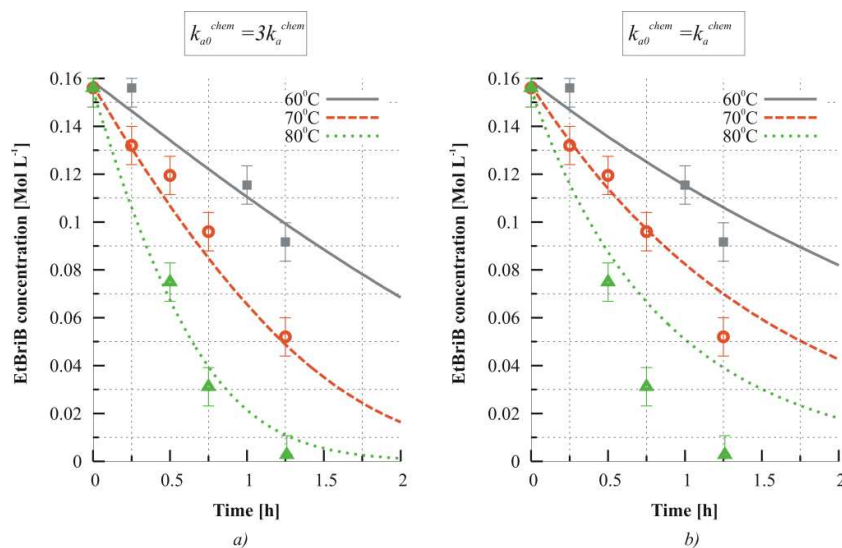 k_a0^chem = 3k_a^chem
EtBriB concentration [Mol L^-1]
0.16
0.14
0.12
0.1
0.08
0.06
0.04
0.02
0
60⁰C
70⁰C
80⁰C
0
0.5
1
1.5
2
Time [h]
a)
k_a0^chem = k_a^chem
EtBriB concentration [Mol L^-1]
0.16
0.14
0.12
0.1
0.08
0.06
0.04
0.02
0
60⁰C
70⁰C
80⁰C
0
0.5
1
1.5
2
Time [h]
b)